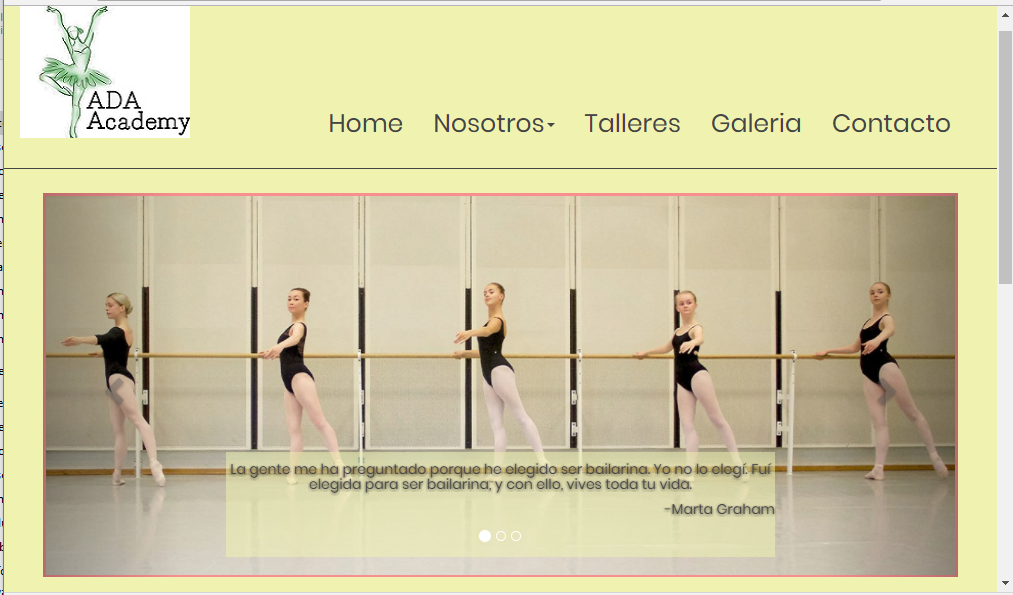 ADA
Academy
Home Nosotros Talleres Galeria Contacto
La gente me ha preguntado porque he elegido ser bailarina. Yo no lo elegí. Fuí
elegida para ser bailarina, y con ello, vives toda tu vida.
-Marta Graham